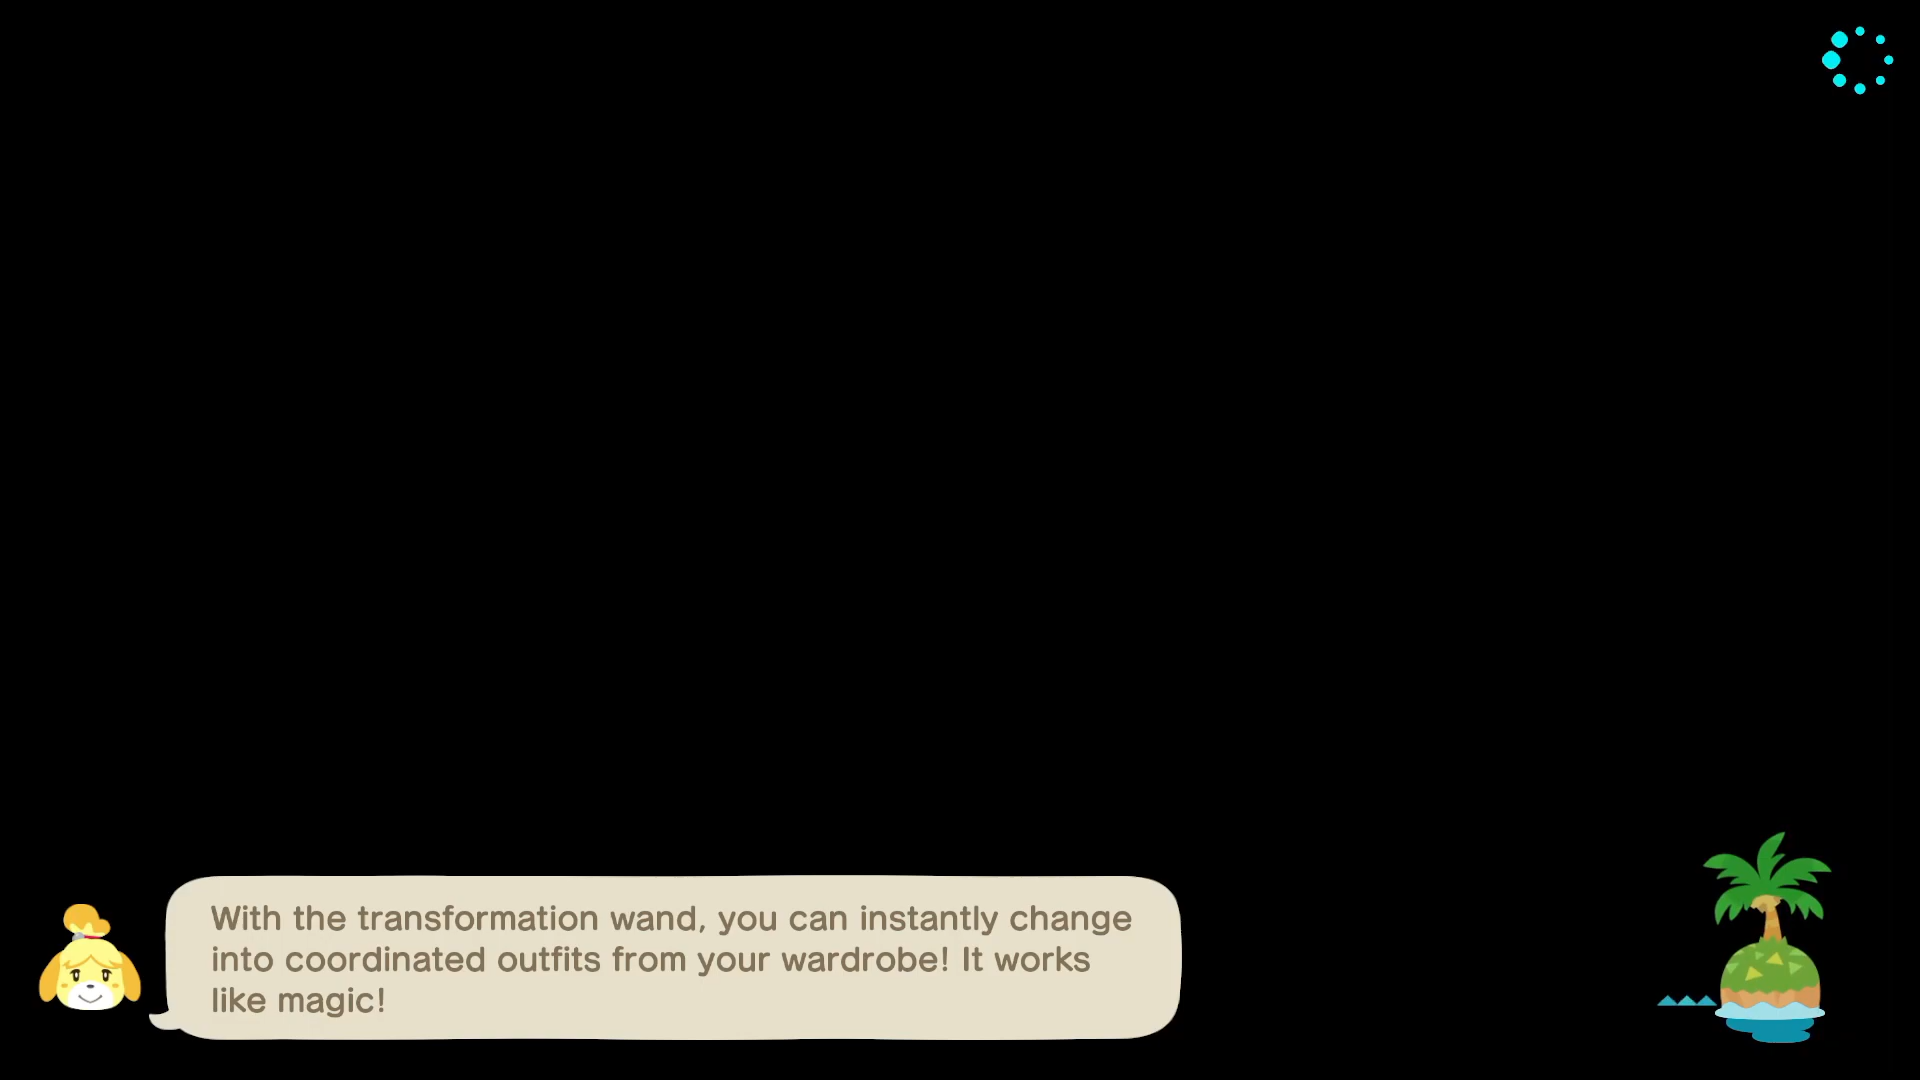 With the transformation wand, you can instantly change
into coordinated outfits from your wardrobe! It works
like magic!